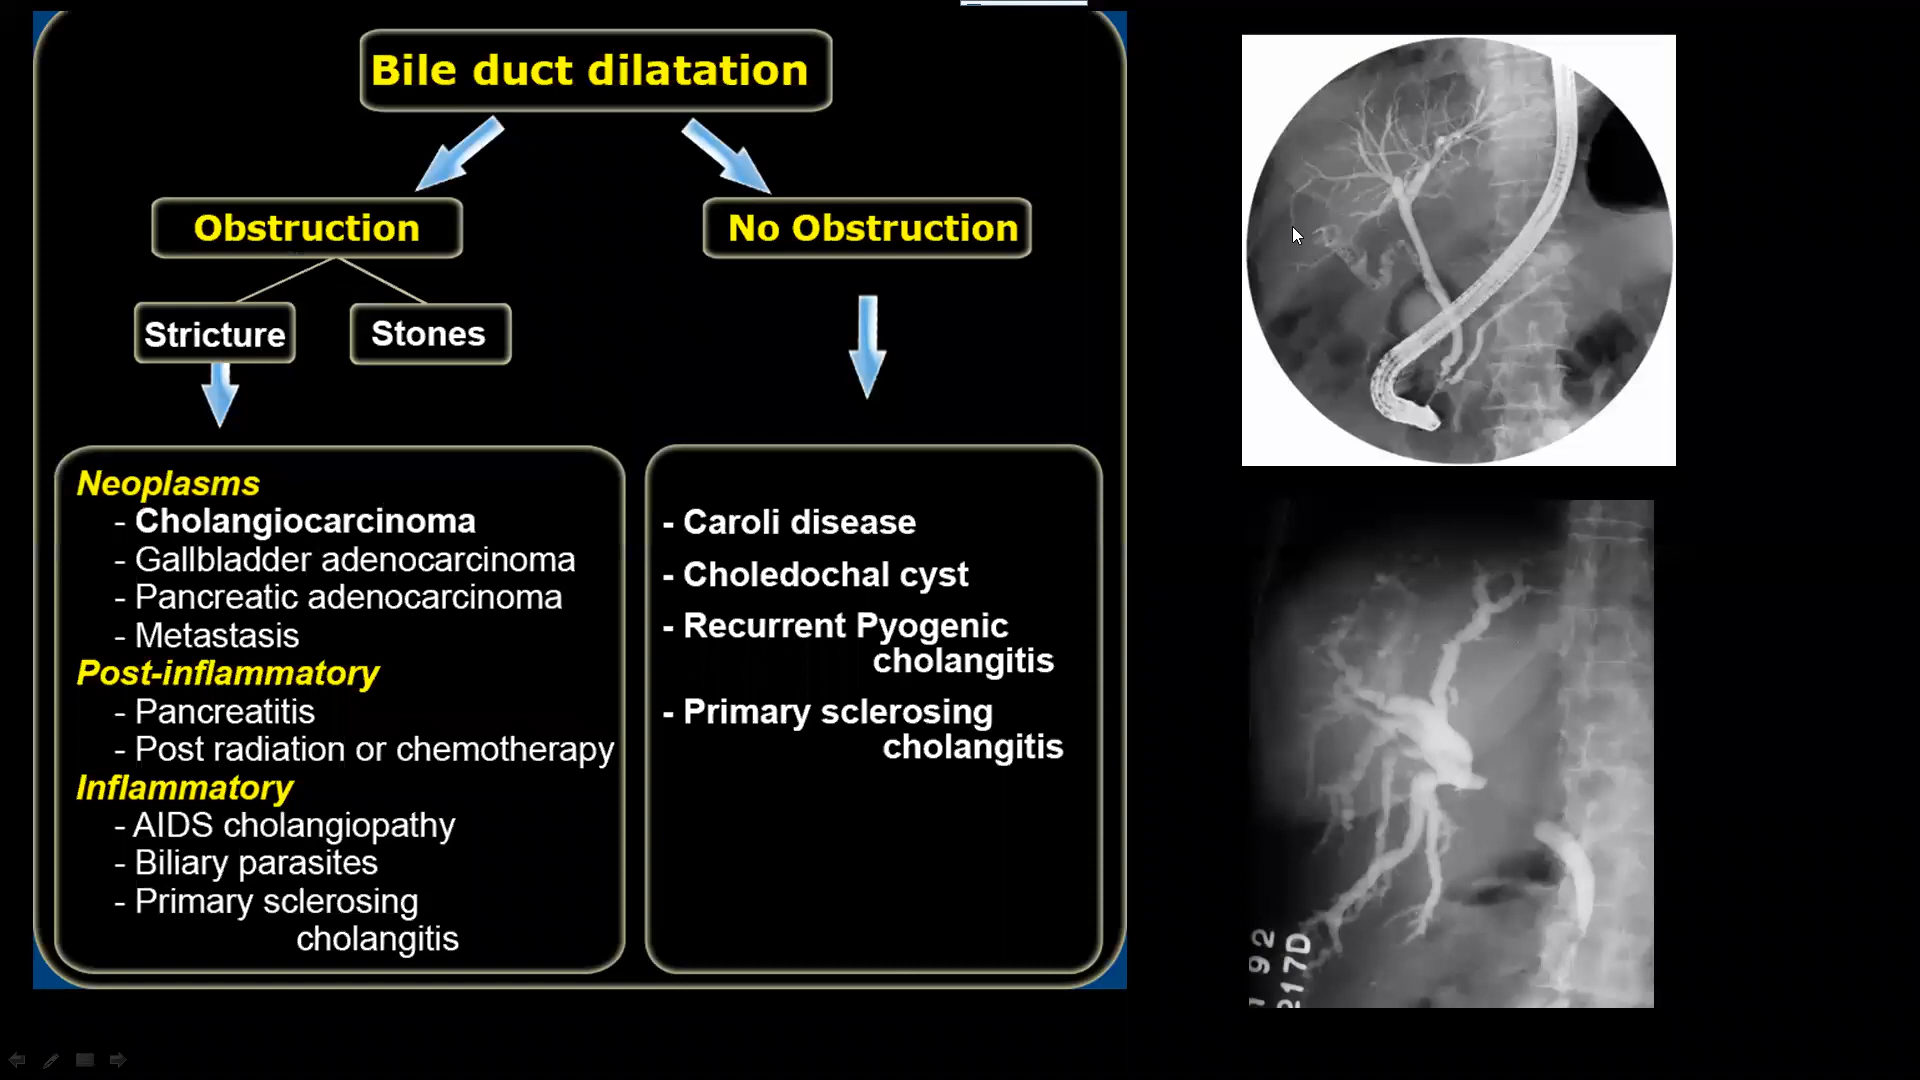 Bile duct dilatation
Obstruction
No Obstruction
Stricture
Stones
Neoplasms
- Cholangiocarcinoma
- Gallbladder adenocarcinoma
- Pancreatic adenocarcinoma
- Metastasis
Post-inflammatory
- Pancreatitis
- Post radiation or chemotherapy
Inflammatory
- AIDS cholangiopathy
- Biliary parasites
- Primary sclerosing
cholangitis
- Caroli disease
- Choledochal cyst
- Recurrent Pyogenic
cholangitis
- Primary sclerosing
cholangitis
92
217D